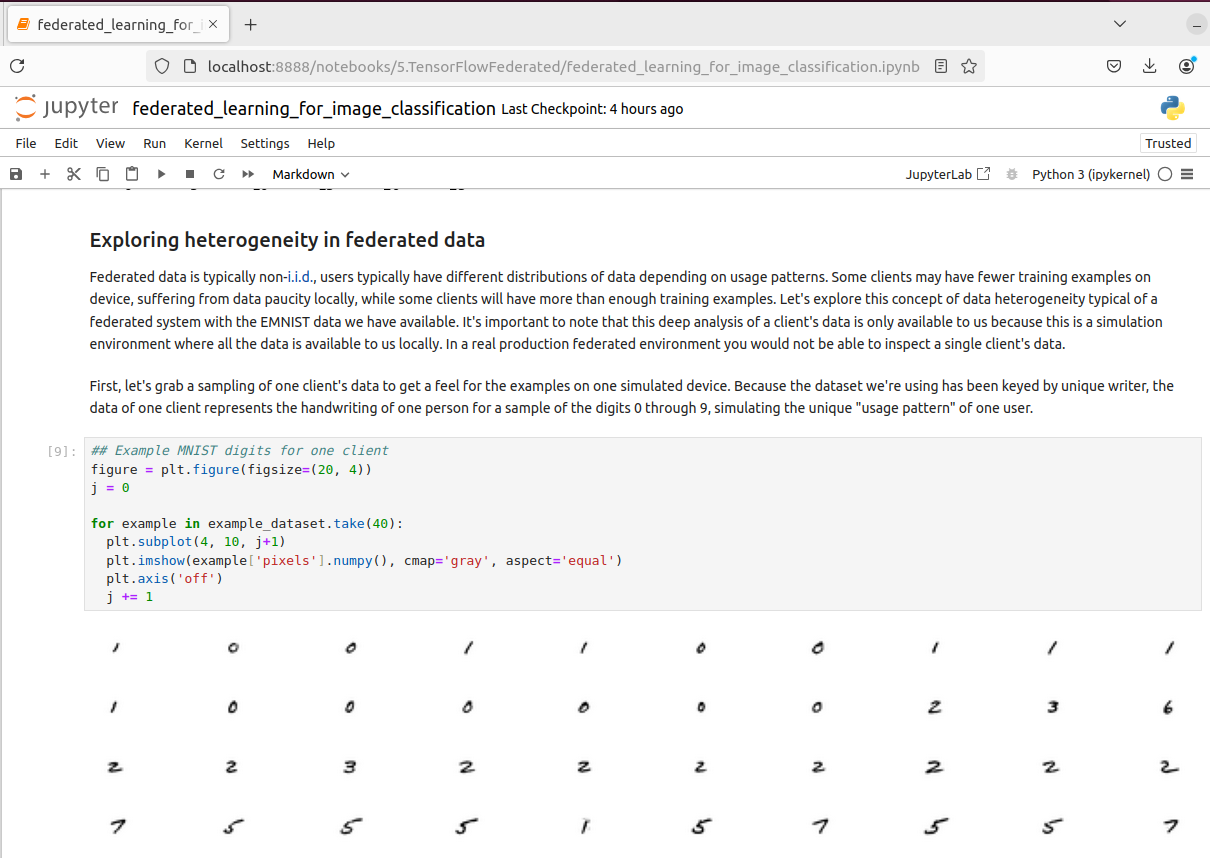 federated_learning_for_
localhost:8888/notebooks/5.TensorFlowFederated/federated_learning_for_image_classification.ipynb
jupyter federated_learning_for_image_classification Last Checkpoint: 4 hours ago
File Edit View Run Kernel Settings Help Trusted
Markdown JupyterLab Python 3 (ipykernel)
Exploring heterogeneity in federated data
Federated data is typically non-i.i.d., users typically have different distributions of data depending on usage patterns. Some clients may have fewer training examples on
device, suffering from data paucity locally, while some clients will have more than enough training examples. Let's explore this concept of data heterogeneity typical of a
federated system with the EMNIST data we have available. It's important to note that this deep analysis of a client's data is only available to us because this is a simulation
environment where all the data is available to us locally. In a real production federated environment you would not be able to inspect a single client's data.
First, let's grab a sampling of one client's data to get a feel for the examples on one simulated device. Because the dataset we're using has been keyed by unique writer, the
data of one client represents the handwriting of one person for a sample of the digits 0 through 9, simulating the unique "usage pattern" of one user.
[9]: ## Example MNIST digits for one client
figure = plt.figure(figsize=(20, 4))
j = 0
for example in example_dataset.take(40):
plt.subplot(4, 10, j+1)
plt.imshow(example['pixels'].numpy(), cmap='gray', aspect='equal')
plt.axis('off')
j += 1
1 0 0 1 1 0 0 1 1 1
1 0 0 0 0 0 0 2 3 6
2 2 3 2 2 2 2 2 2 2
7 5 5 5 1 5 7 5 5 7